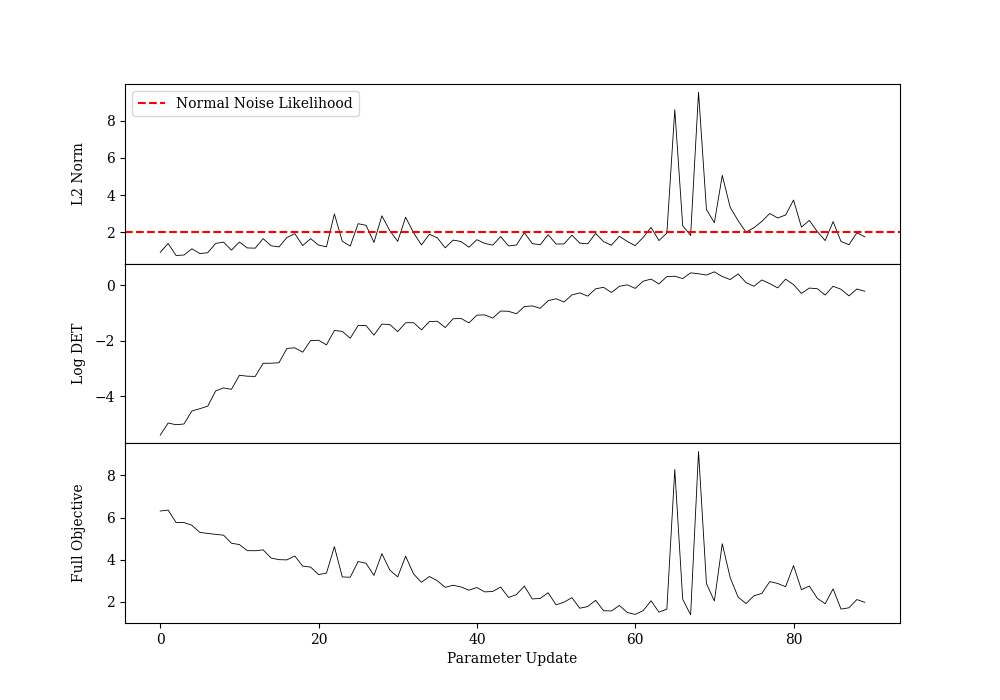 Normal Noise Likelihood
L2 Norm
8
6
4
2
Log DET
0
−2
−4
Full Objective
8
6
4
2
0 20 40 60 80
Parameter Update